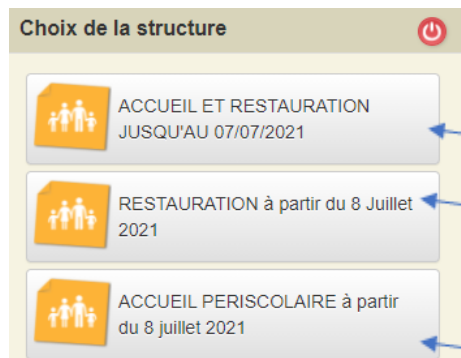 Choix de la structure
ACCUEIL ET RESTAURATION
JUSQU'AU 07/07/2021
RESTAURATION à partir du 8 Juillet
2021
ACCUEIL PERISCOLAIRE à partir
du 8 juillet 2021